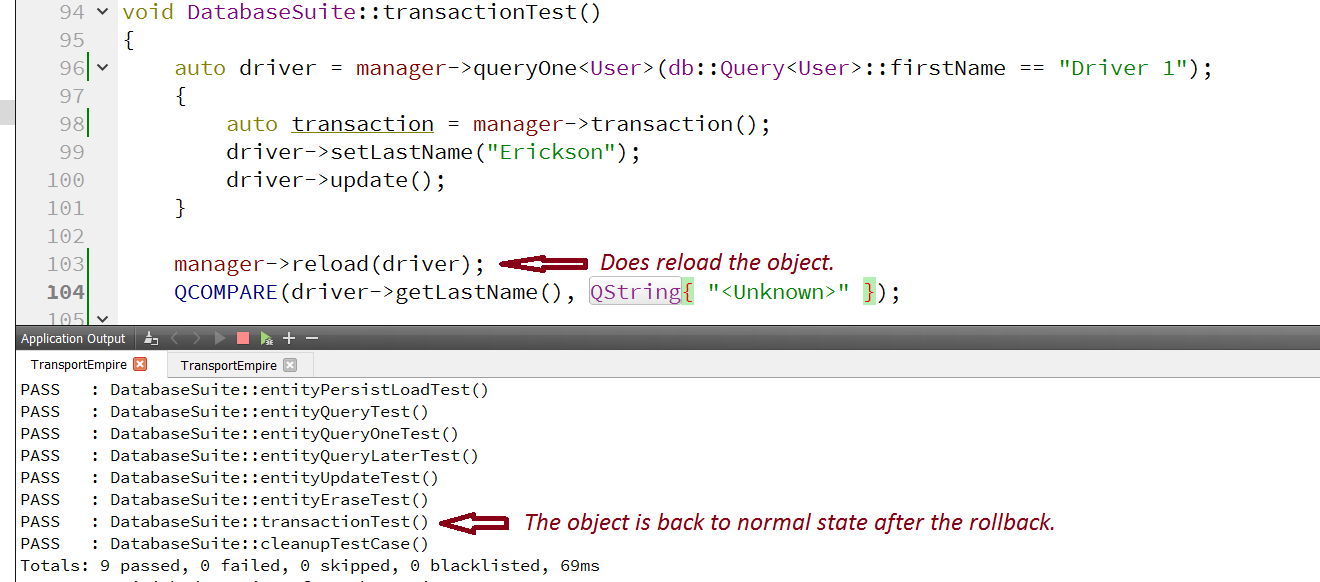 94 void DatabaseSuite::transactionTest()
95 {
96 auto driver = manager->queryOne<User>(db::Query<User>::firstName == "Driver 1");
97 {
98 auto transaction = manager->transaction();
99 driver->setLastName("Erickson");
100 driver->update();
101 }
102
103 manager->reload(driver); Does reload the object.
104 QCOMPARE(driver->getLastName(), QString{ "<Unknown>" });
105
Application Output
TransportEmpire TransportEmpire
PASS : DatabaseSuite::entityPersistLoadTest()
PASS : DatabaseSuite::entityQueryTest()
PASS : DatabaseSuite::entityQueryOneTest()
PASS : DatabaseSuite::entityQueryLaterTest()
PASS : DatabaseSuite::entityUpdateTest()
PASS : DatabaseSuite::entityEraseTest()
PASS : DatabaseSuite::transactionTest() The object is back to normal state after the rollback.
PASS : DatabaseSuite::cleanupTestCase()
Totals: 9 passed, 0 failed, 0 skipped, 0 blacklisted, 69ms